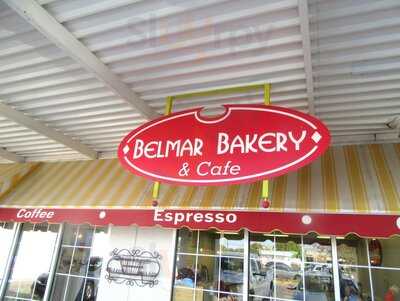 BELMAR BAKERY
& Cafe
Coffee
Espresso